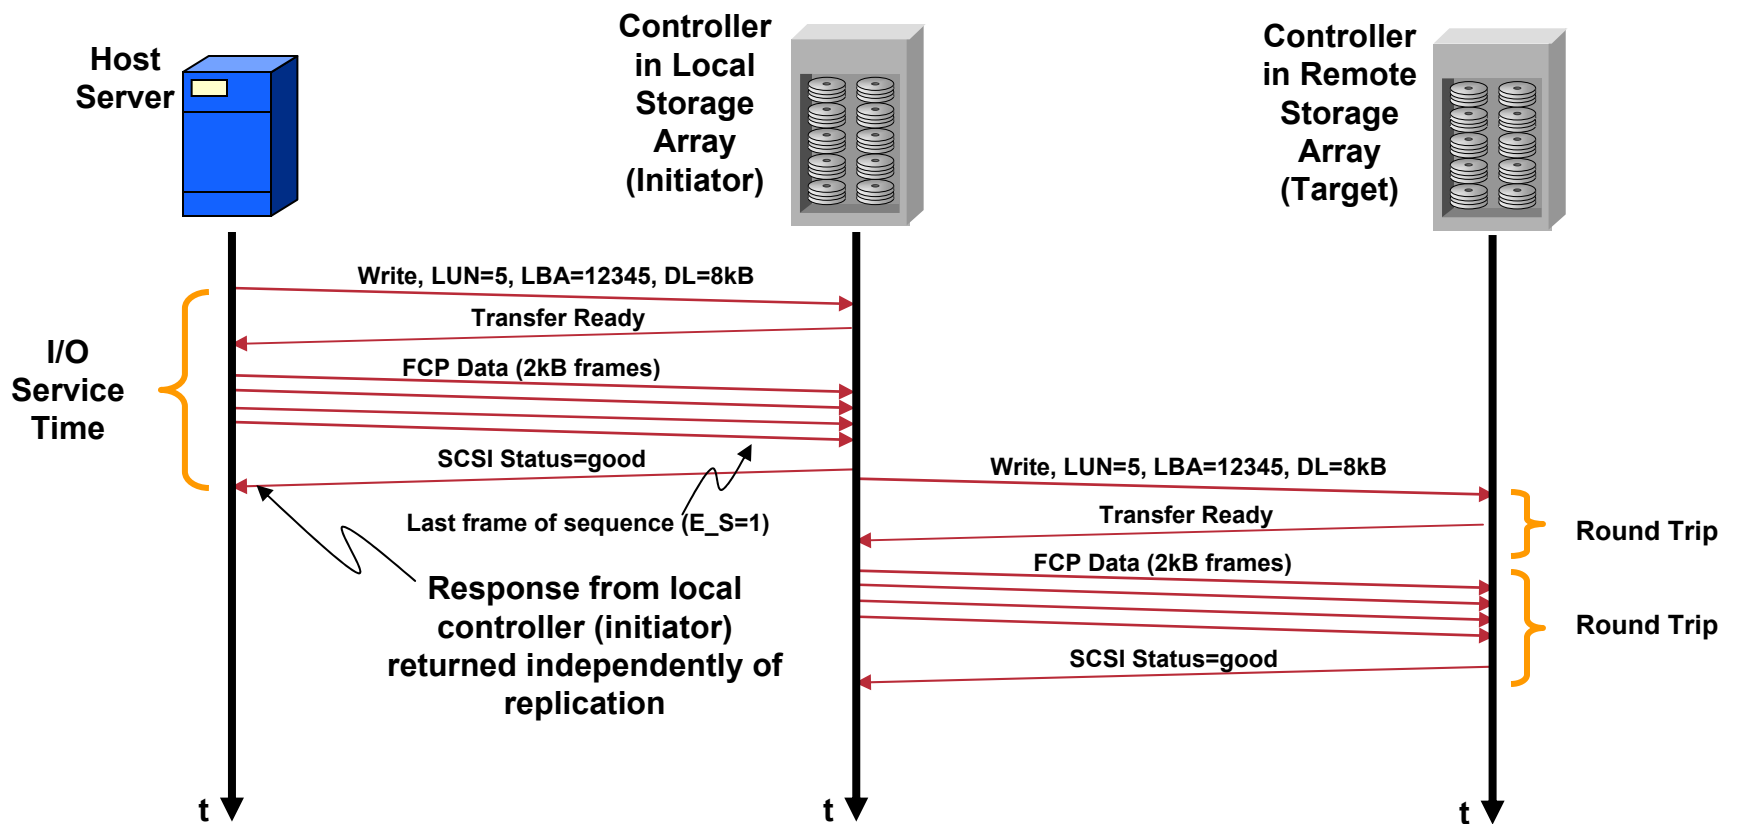 Host
Server
Controller
in Local
Storage
Array
(Initiator)
Controller
in Remote
Storage
Array
(Target)
Write, LUN=5, LBA=12345, DL=8kB
Transfer Ready
FCP Data (2kB frames)
SCSI Status=good
I/O
Service
Time
Last frame of sequence (E_S=1)
Response from local
controller (initiator)
returned independently of
replication
Write, LUN=5, LBA=12345, DL=8kB
Transfer Ready
FCP Data (2kB frames)
SCSI Status=good
Round Trip
Round Trip
t
t
t